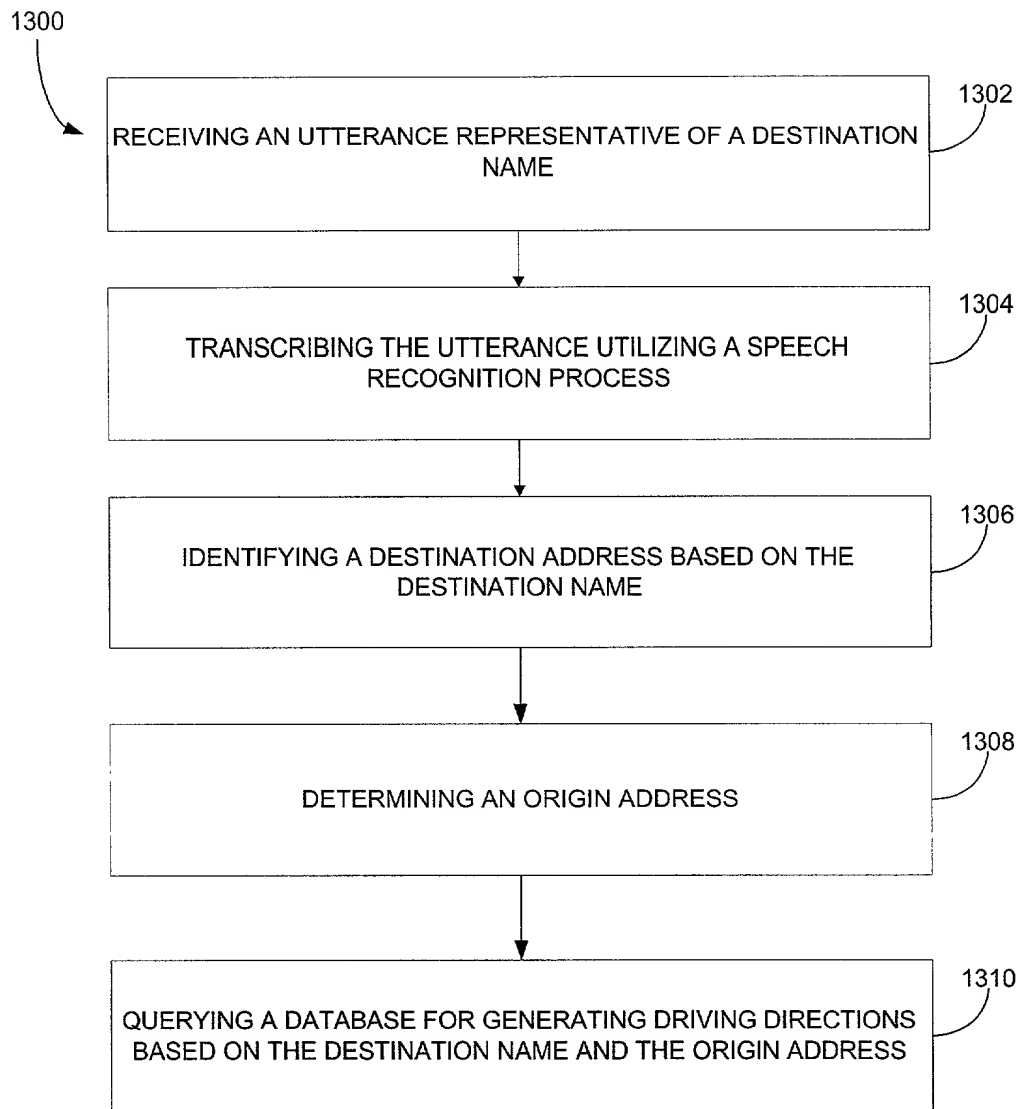 1300
1302
RECEIVING AN UTTERANCE REPRESENTATIVE OF A DESTINATION
NAME
1304
TRANSCRIBING THE UTTERANCE UTILIZING A SPEECH
RECOGNITION PROCESS
1306
IDENTIFYING A DESTINATION ADDRESS BASED ON THE
DESTINATION NAME
1308
DETERMINING AN ORIGIN ADDRESS
1310
QUERYING A DATABASE FOR GENERATING DRIVING DIRECTIONS
BASED ON THE DESTINATION NAME AND THE ORIGIN ADDRESS